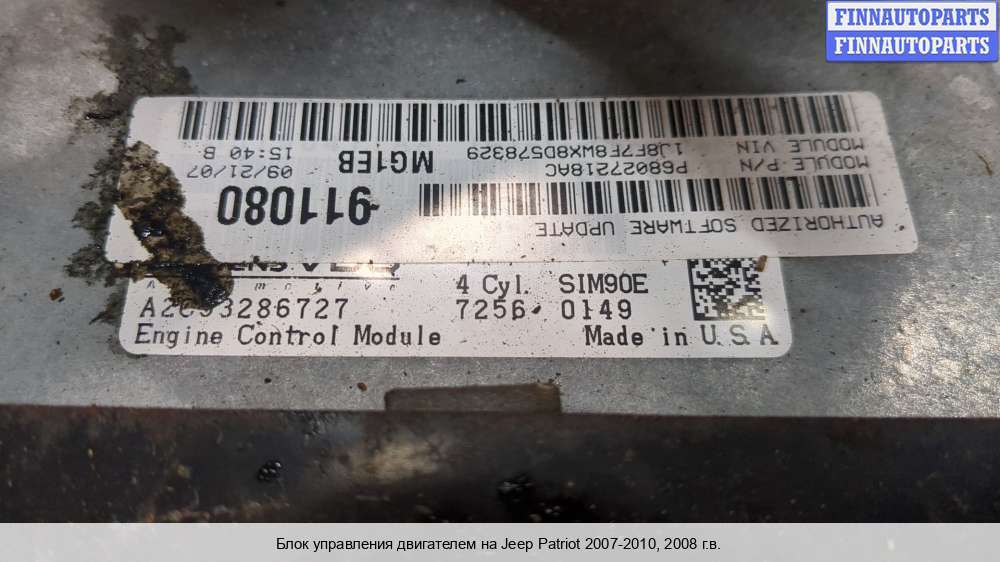 FINNAUTOPARTS
FINNAUTOPARTS
AUTHORIZED SOFTWARE UPDATE
-911080
MODULE P/N P68027218AC MG1EB 09/21/07
MODULE VIN 1J8F7F8WX8D578329 15:40 B
4 Cyl. SIM90E
7256 0149
Engine Control Module Made in U.S.A
Блок управления двигателем на Jeep Patriot 2007-2010, 2008 г.в.